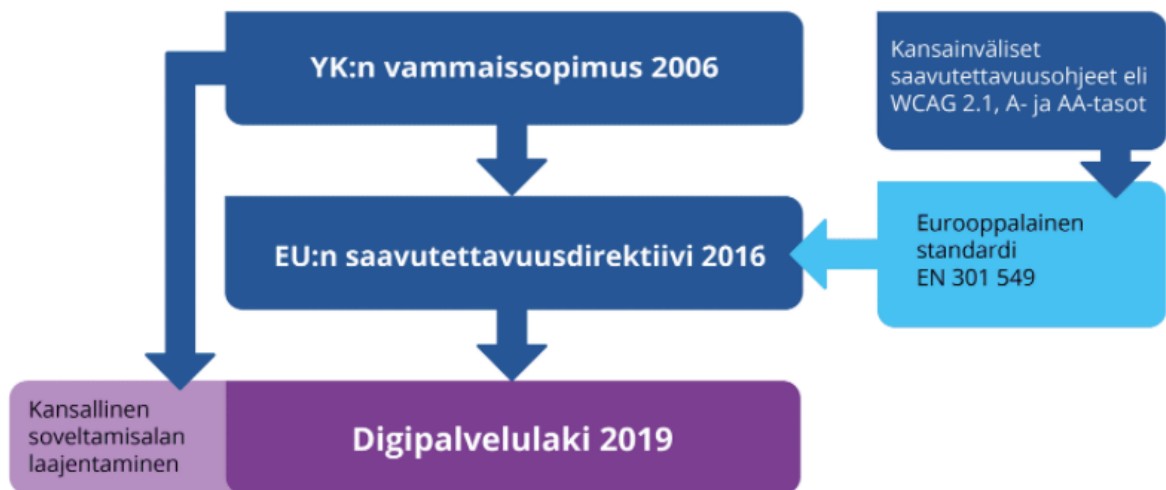 YK:n vammaissopimus 2006
Kansainväliset
saavutettavuusohjeet eli
WCAG 2.1, A- ja AA-tasot
EU:n saavutettavuusdirektiivi 2016
Eurooppalainen
standardi
EN 301 549
Kansallinen
soveltamisalan
laajentaminen
Digipalvelulaki 2019